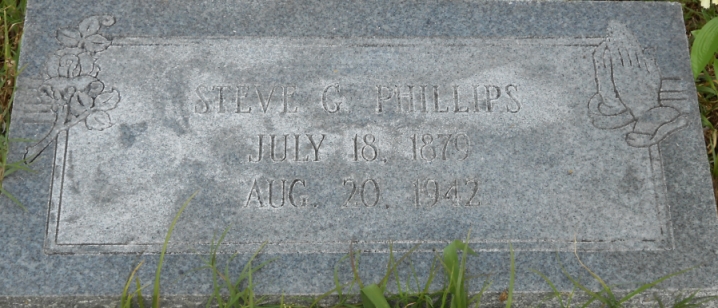 STEVE G. PHILLIPS
JULY 18, 1879
AUG. 20, 1942